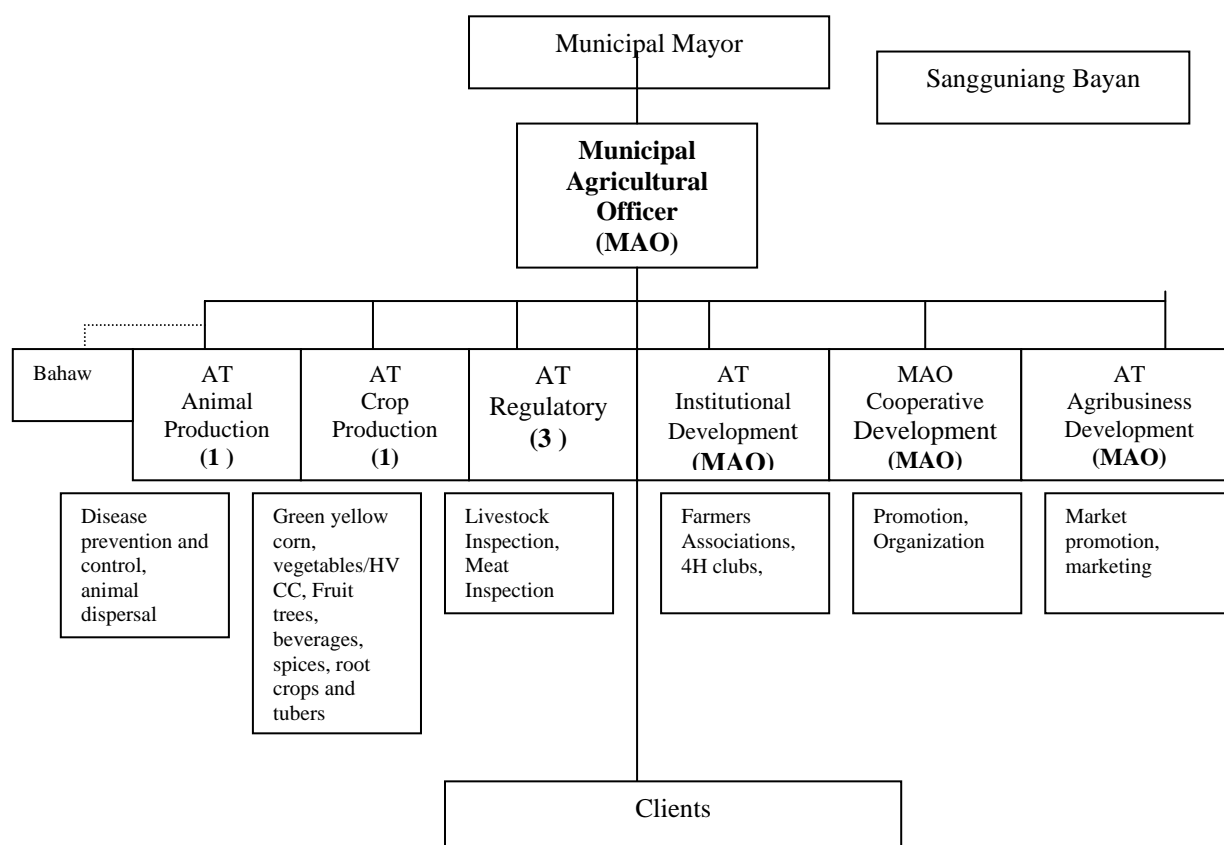 Municipal Mayor
Sangguniang Bayan
Municipal
Agricultural
Officer
(MAO)
Bahaw
AT
Animal
Production
(1 )
AT
Crop
Production
(1)
AT
Regulatory
(3 )
AT
Institutional
Development
(MAO)
MAO
Cooperative
Development
(MAO)
AT
Agribusiness
Development
(MAO)
Disease
prevention and
control,
animal
dispersal
Green yellow
corn,
vegetables/HV
CC, Fruit
trees,
beverages,
spices, root
crops and
tubers
Livestock
Inspection,
Meat
Inspection
Farmers
Associations,
4H clubs,
Promotion,
Organization
Market
promotion,
marketing
Clients